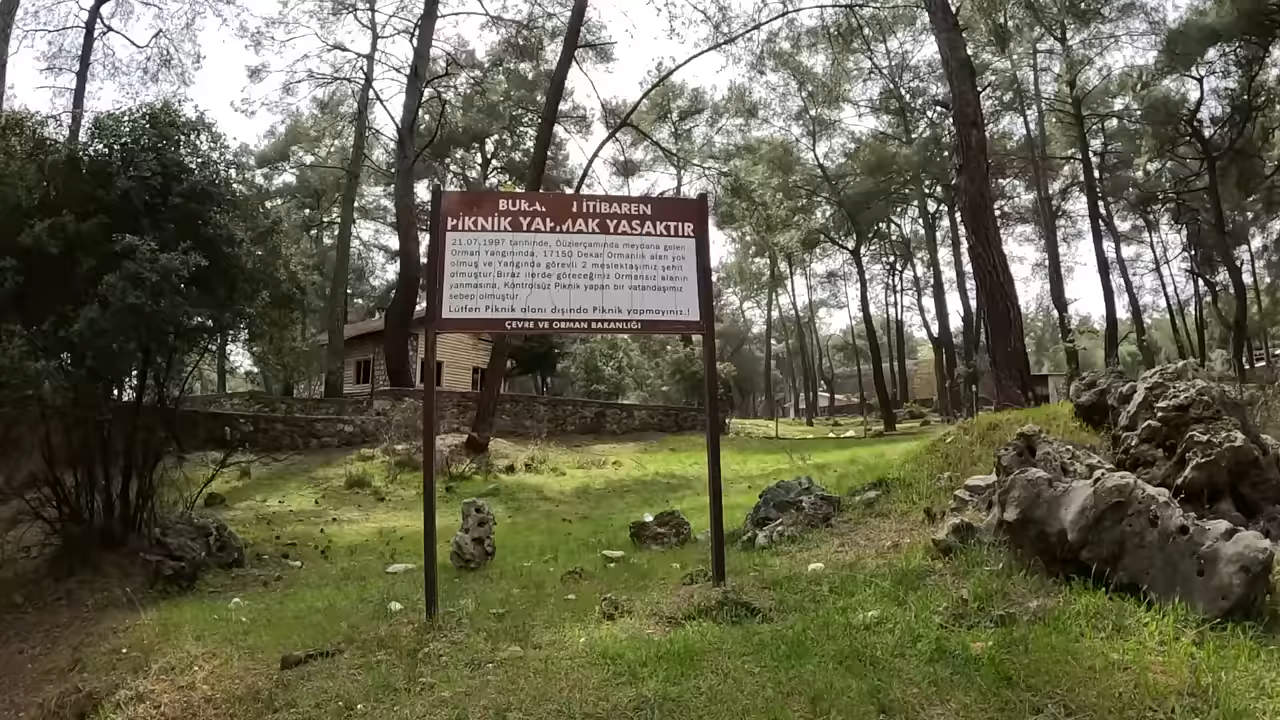 İTİBAREN
PİKNİK YAPMAK YASAKTIR
21.07.1997 tarihinde, Düzlerçamında meydana gelen
Orman Yangınında, 17150 Dekar Ormanlık alan yok
olmuş ve Yangında görevli 2 meslektaşımız şehit
olmuştur.Biraz ilerde göreceğiniz Ormansız alanın
yanmasına, Kontrolsüz Piknik yapan bir vatandaşımız
sebep olmuştur.
Lütfen Piknik alanı dışında Piknik yapmayınız.!
ÇEVRE VE ORMAN BAKANLIĞI